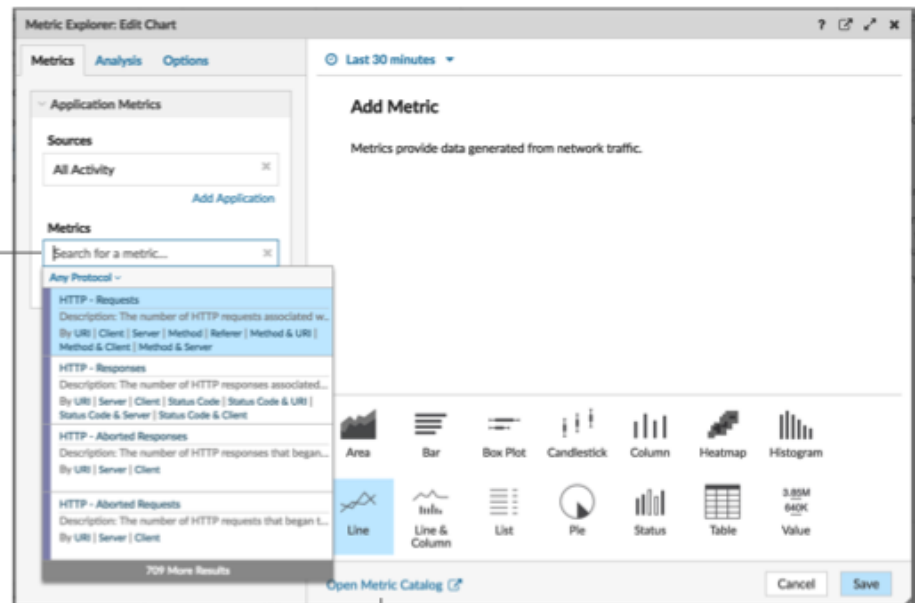 Metric Explorer: Edit Chart
?
Metrics Analysis Options
Application Metrics
Sources
All Activity
Add Application
Metrics
Search for a metric...
Any Protocol
HTTP - Requests
Description: The number of HTTP requests associated w...
By URI | Client | Server | Method | Referer | Method & URI |
Method & Client | Method & Server
HTTP - Responses
Description: The number of HTTP responses associated...
By URI | Server | Client | Status Code | Status Code & URI |
Status Code & Server | Status Code & Client
HTTP - Aborted Responses
Description: The number of HTTP responses that began...
By URI | Server | Client
HTTP - Aborted Requests
Description: The number of HTTP requests that began t...
By URI | Server | Client
709 More Results
Last 30 minutes
Add Metric
Metrics provide data generated from network traffic.
Area Bar Box Plot Candlestick Column Heatmap Histogram
3.85M
640K
Line Line & Column List Pie Status Table Value
Open Metric Catalog
Cancel Save